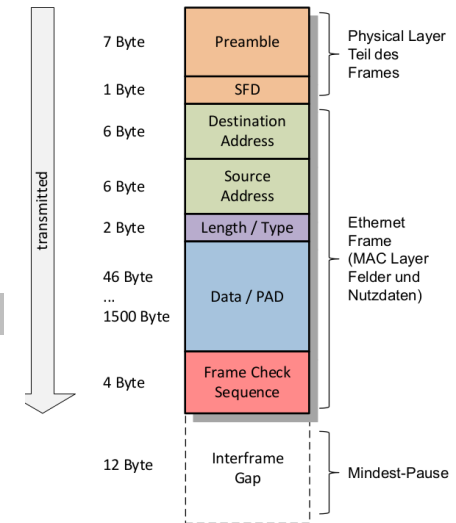 7 Byte
Preamble
Physical Layer
Teil des
Frames
1 Byte
SFD
6 Byte
Destination
Address
6 Byte
Source
Address
2 Byte
Length / Type
Ethernet
Frame
(MAC Layer
Felder und
Nutzdaten)
transmitted
46 Byte
...
1500 Byte
Data / PAD
4 Byte
Frame Check
Sequence
12 Byte
Interframe
Gap
Mindest-Pause